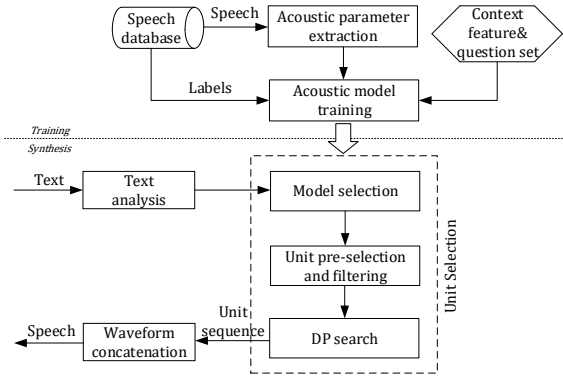 Speech
database
Speech
Acoustic parameter
extraction
Context
feature&
question set
Labels
Acoustic model
training
Training
Synthesis
Text
Text
analysis
Model selection
Unit pre-selection
and filtering
Unit Selection
DP search
Unit
sequence
Waveform
concatenation
Speech